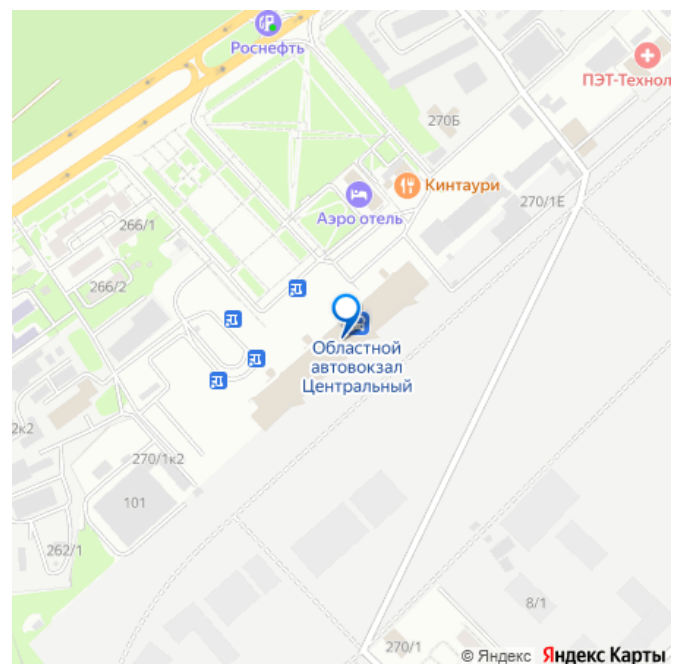 Роснефть
ПЭТ-Технол
270Б
Кинтаури
270/1Е
Аэро отель
266/1
266/2
Областной
автовокзал
Центральный
2к2
270/1к2
101
262/1
8/1
270/1
© Яндекс Яндекс Карты